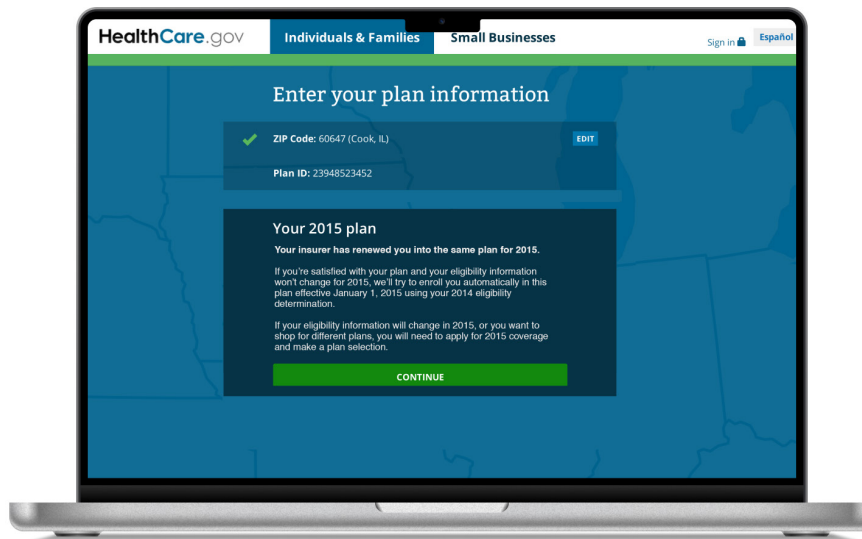 HealthCare.gov
Individuals & Families
Small Businesses
Sign in
Español
Enter your plan information
ZIP Code: 60647 (Cook, IL)
EDIT
Plan ID: 23948523452
Your 2015 plan
Your insurer has renewed you into the same plan for 2015.
If you're satisfied with your plan and your eligibility information
won't change for 2015, we'll try to enroll you automatically in this
plan effective January 1, 2015 using your 2014 eligibility
determination.
If your eligibility information will change in 2015, or you want to
shop for different plans, you will need to apply for 2015 coverage
and make a plan selection.
CONTINUE